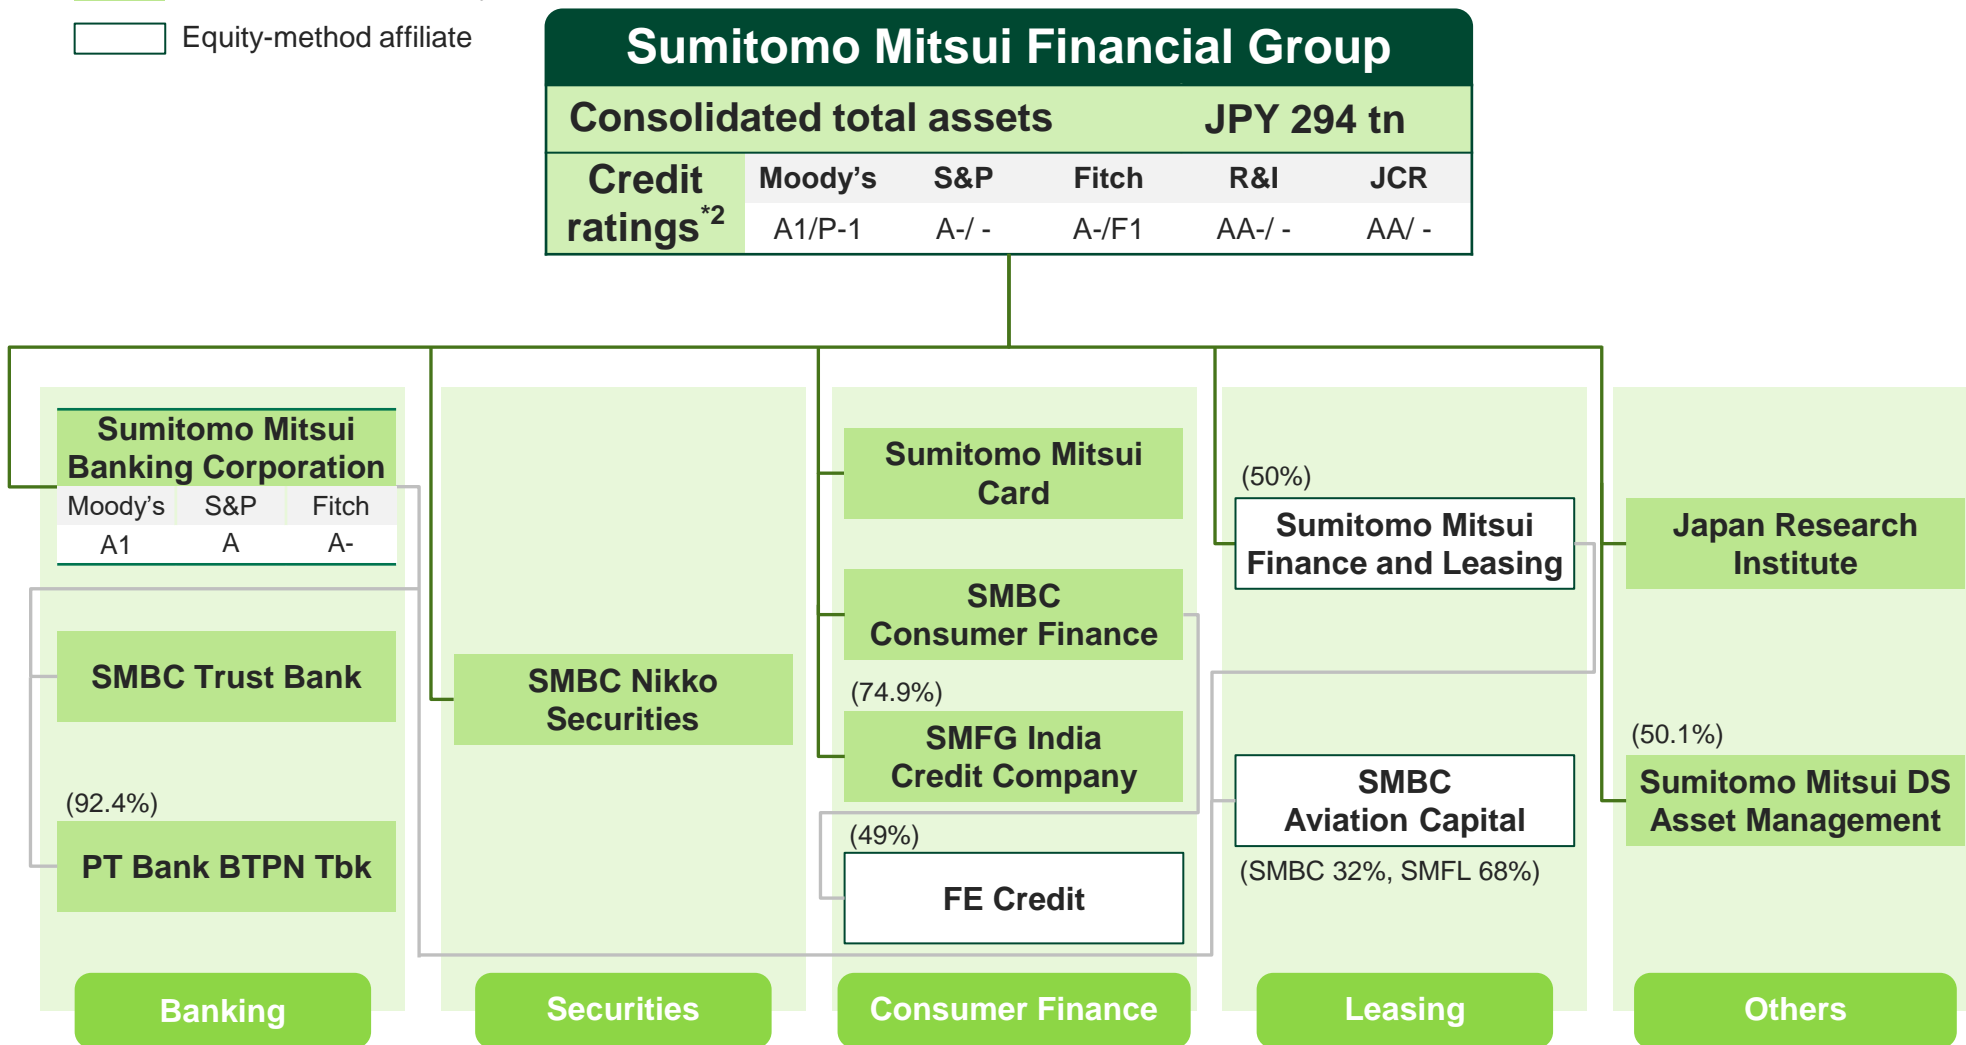 Equity-method affiliate
Sumitomo Mitsui Financial Group
Consolidated total assets JPY 294 tn
Credit ratings*2
Moody's S&P Fitch R&I JCR
A1/P-1 A-/ - A-/F1 AA-/ - AA/ -
Sumitomo Mitsui
Banking Corporation
Moody's S&P Fitch
A1 A A-
SMBC Trust Bank
(92.4%)
PT Bank BTPN Tbk
Banking
SMBC Nikko
Securities
Securities
Sumitomo Mitsui
Card
SMBC
Consumer Finance
(74.9%)
SMFG India
Credit Company
(49%)
FE Credit
Consumer Finance
(50%)
Sumitomo Mitsui
Finance and Leasing
SMBC
Aviation Capital
(SMBC 32%, SMFL 68%)
Leasing
Japan Research
Institute
(50.1%)
Sumitomo Mitsui DS
Asset Management
Others